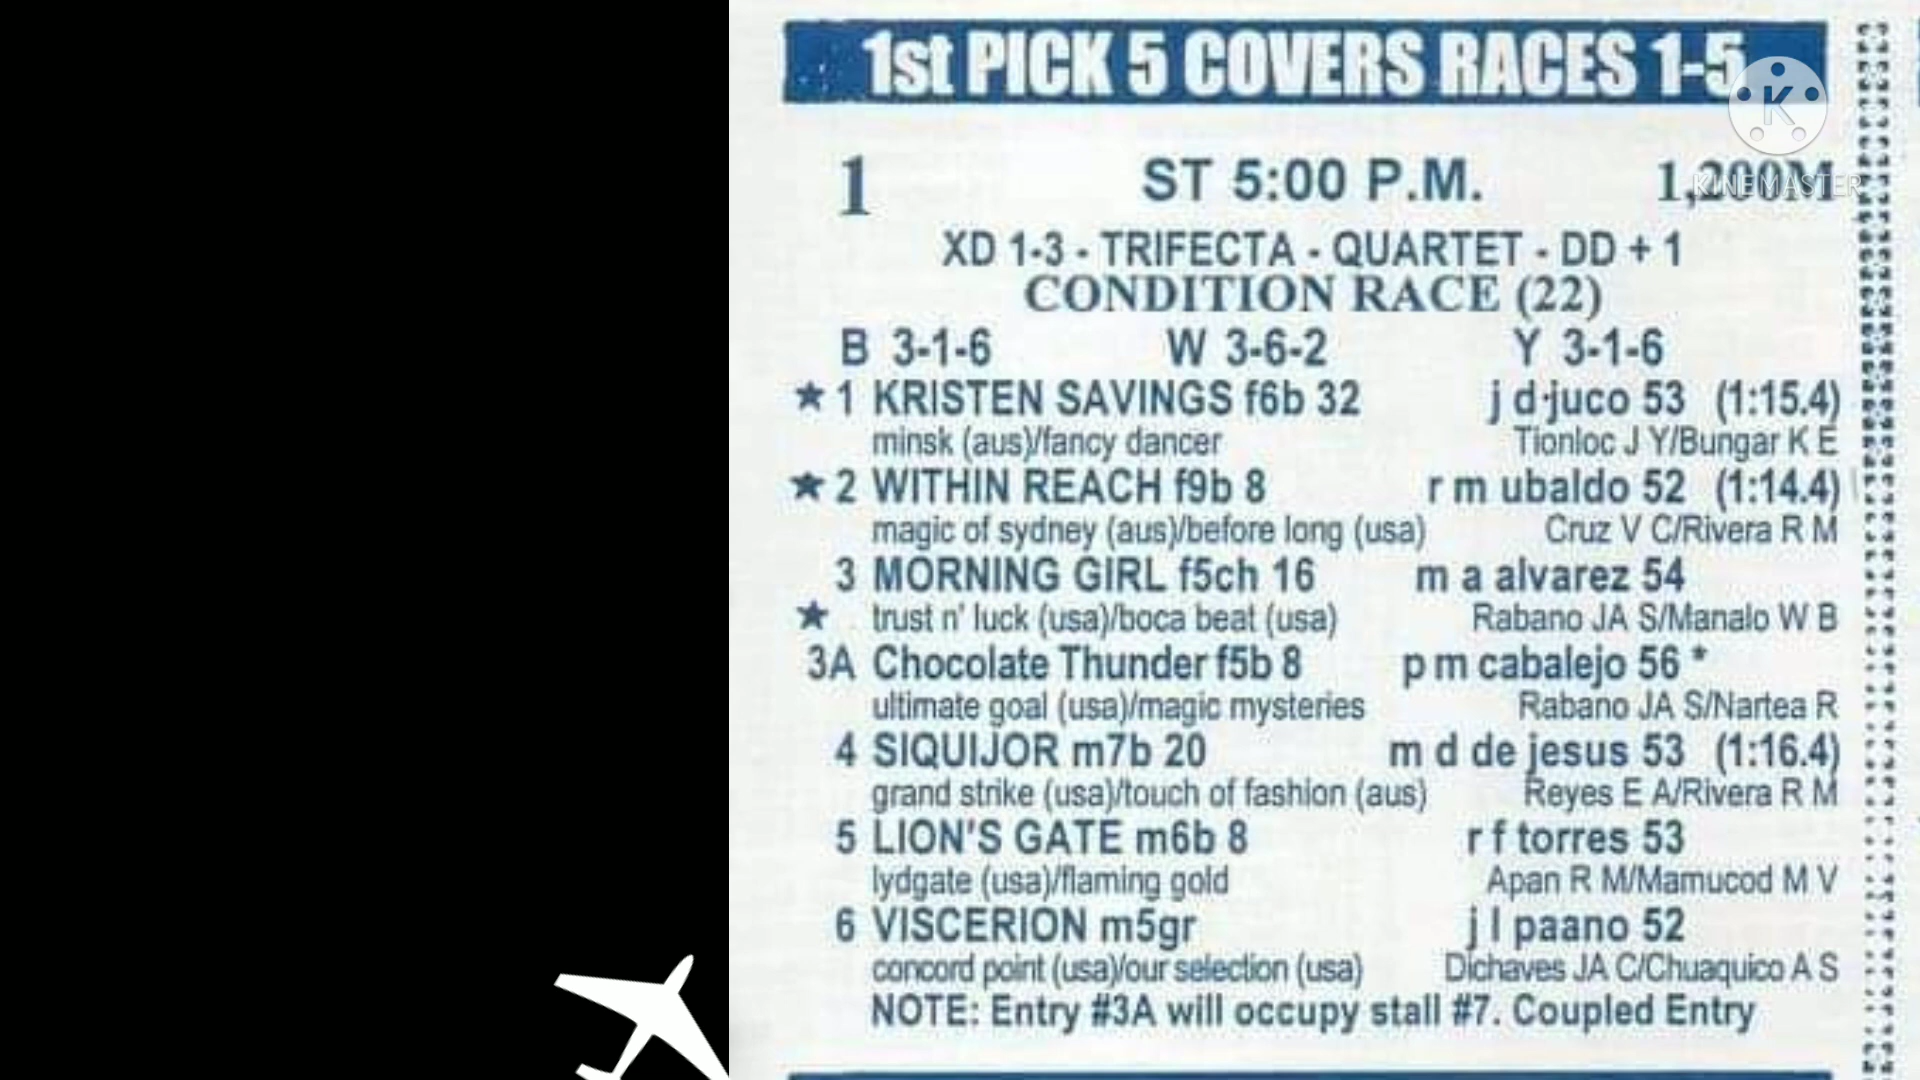 1st PICK 5 COVERS RACES 1-5
K
KINEMASTER
1 ST 5:00 P.M. 1,200M
XD 1-3 - TRIFECTA - QUARTET - DD + 1
CONDITION RACE (22)
B 3-1-6 W 3-6-2 Y 3-1-6
★ 1 KRISTEN SAVINGS f6b 32 j d juco 53 (1:15.4)
minsk (aus)/fancy dancer Tionloc J Y/Bungar K E
★ 2 WITHIN REACH f9b 8 r m ubaldo 52 (1:14.4)
magic of sydney (aus)/before long (usa) Cruz V C/Rivera R M
3 MORNING GIRL f5ch 16 m a alvarez 54
★ trust n' luck (usa)/boca beat (usa) Rabano JA S/Manalo W B
3A Chocolate Thunder f5b 8 p m cabalejo 56 *
ultimate goal (usa)/magic mysteries Rabano JA S/Nartea R
4 SIQUIJOR m7b 20 m d de jesus 53 (1:16.4)
grand strike (usa)/touch of fashion (aus) Reyes E A/Rivera R M
5 LION'S GATE m6b 8 r f torres 53
lydgate (usa)/flaming gold Apan R M/Mamucod M V
6 VISCERION m5gr j l paano 52
concord point (usa)/our selection (usa) Dichaves JA C/Chuaquico A S
NOTE: Entry #3A will occupy stall #7. Coupled Entry